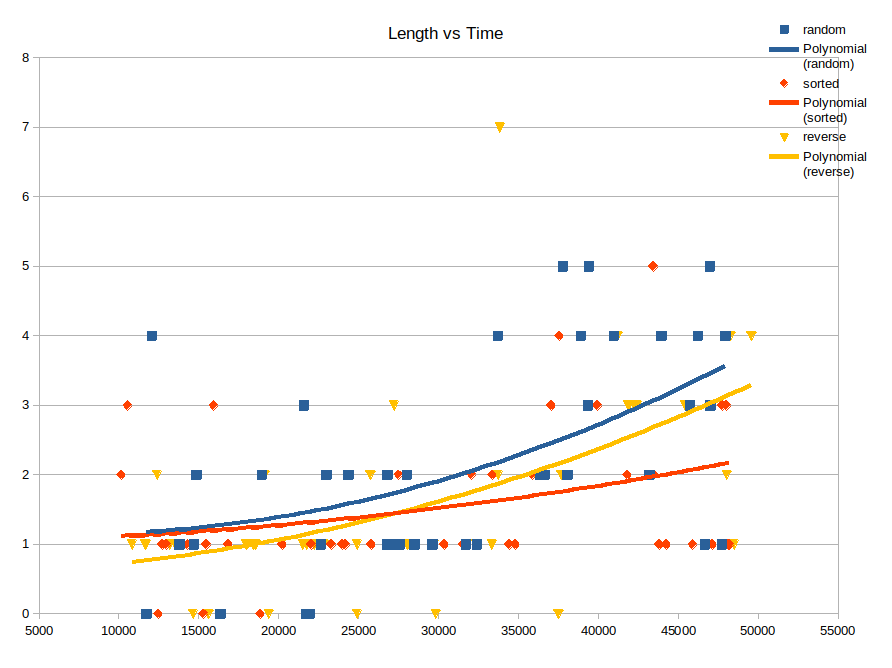 Length vs Time
random
Polynomial
(random)
sorted
Polynomial
(sorted)
reverse
Polynomial
(reverse)
8
7
6
5
4
3
2
1
0
5000 10000 15000 20000 25000 30000 35000 40000 45000 50000 55000